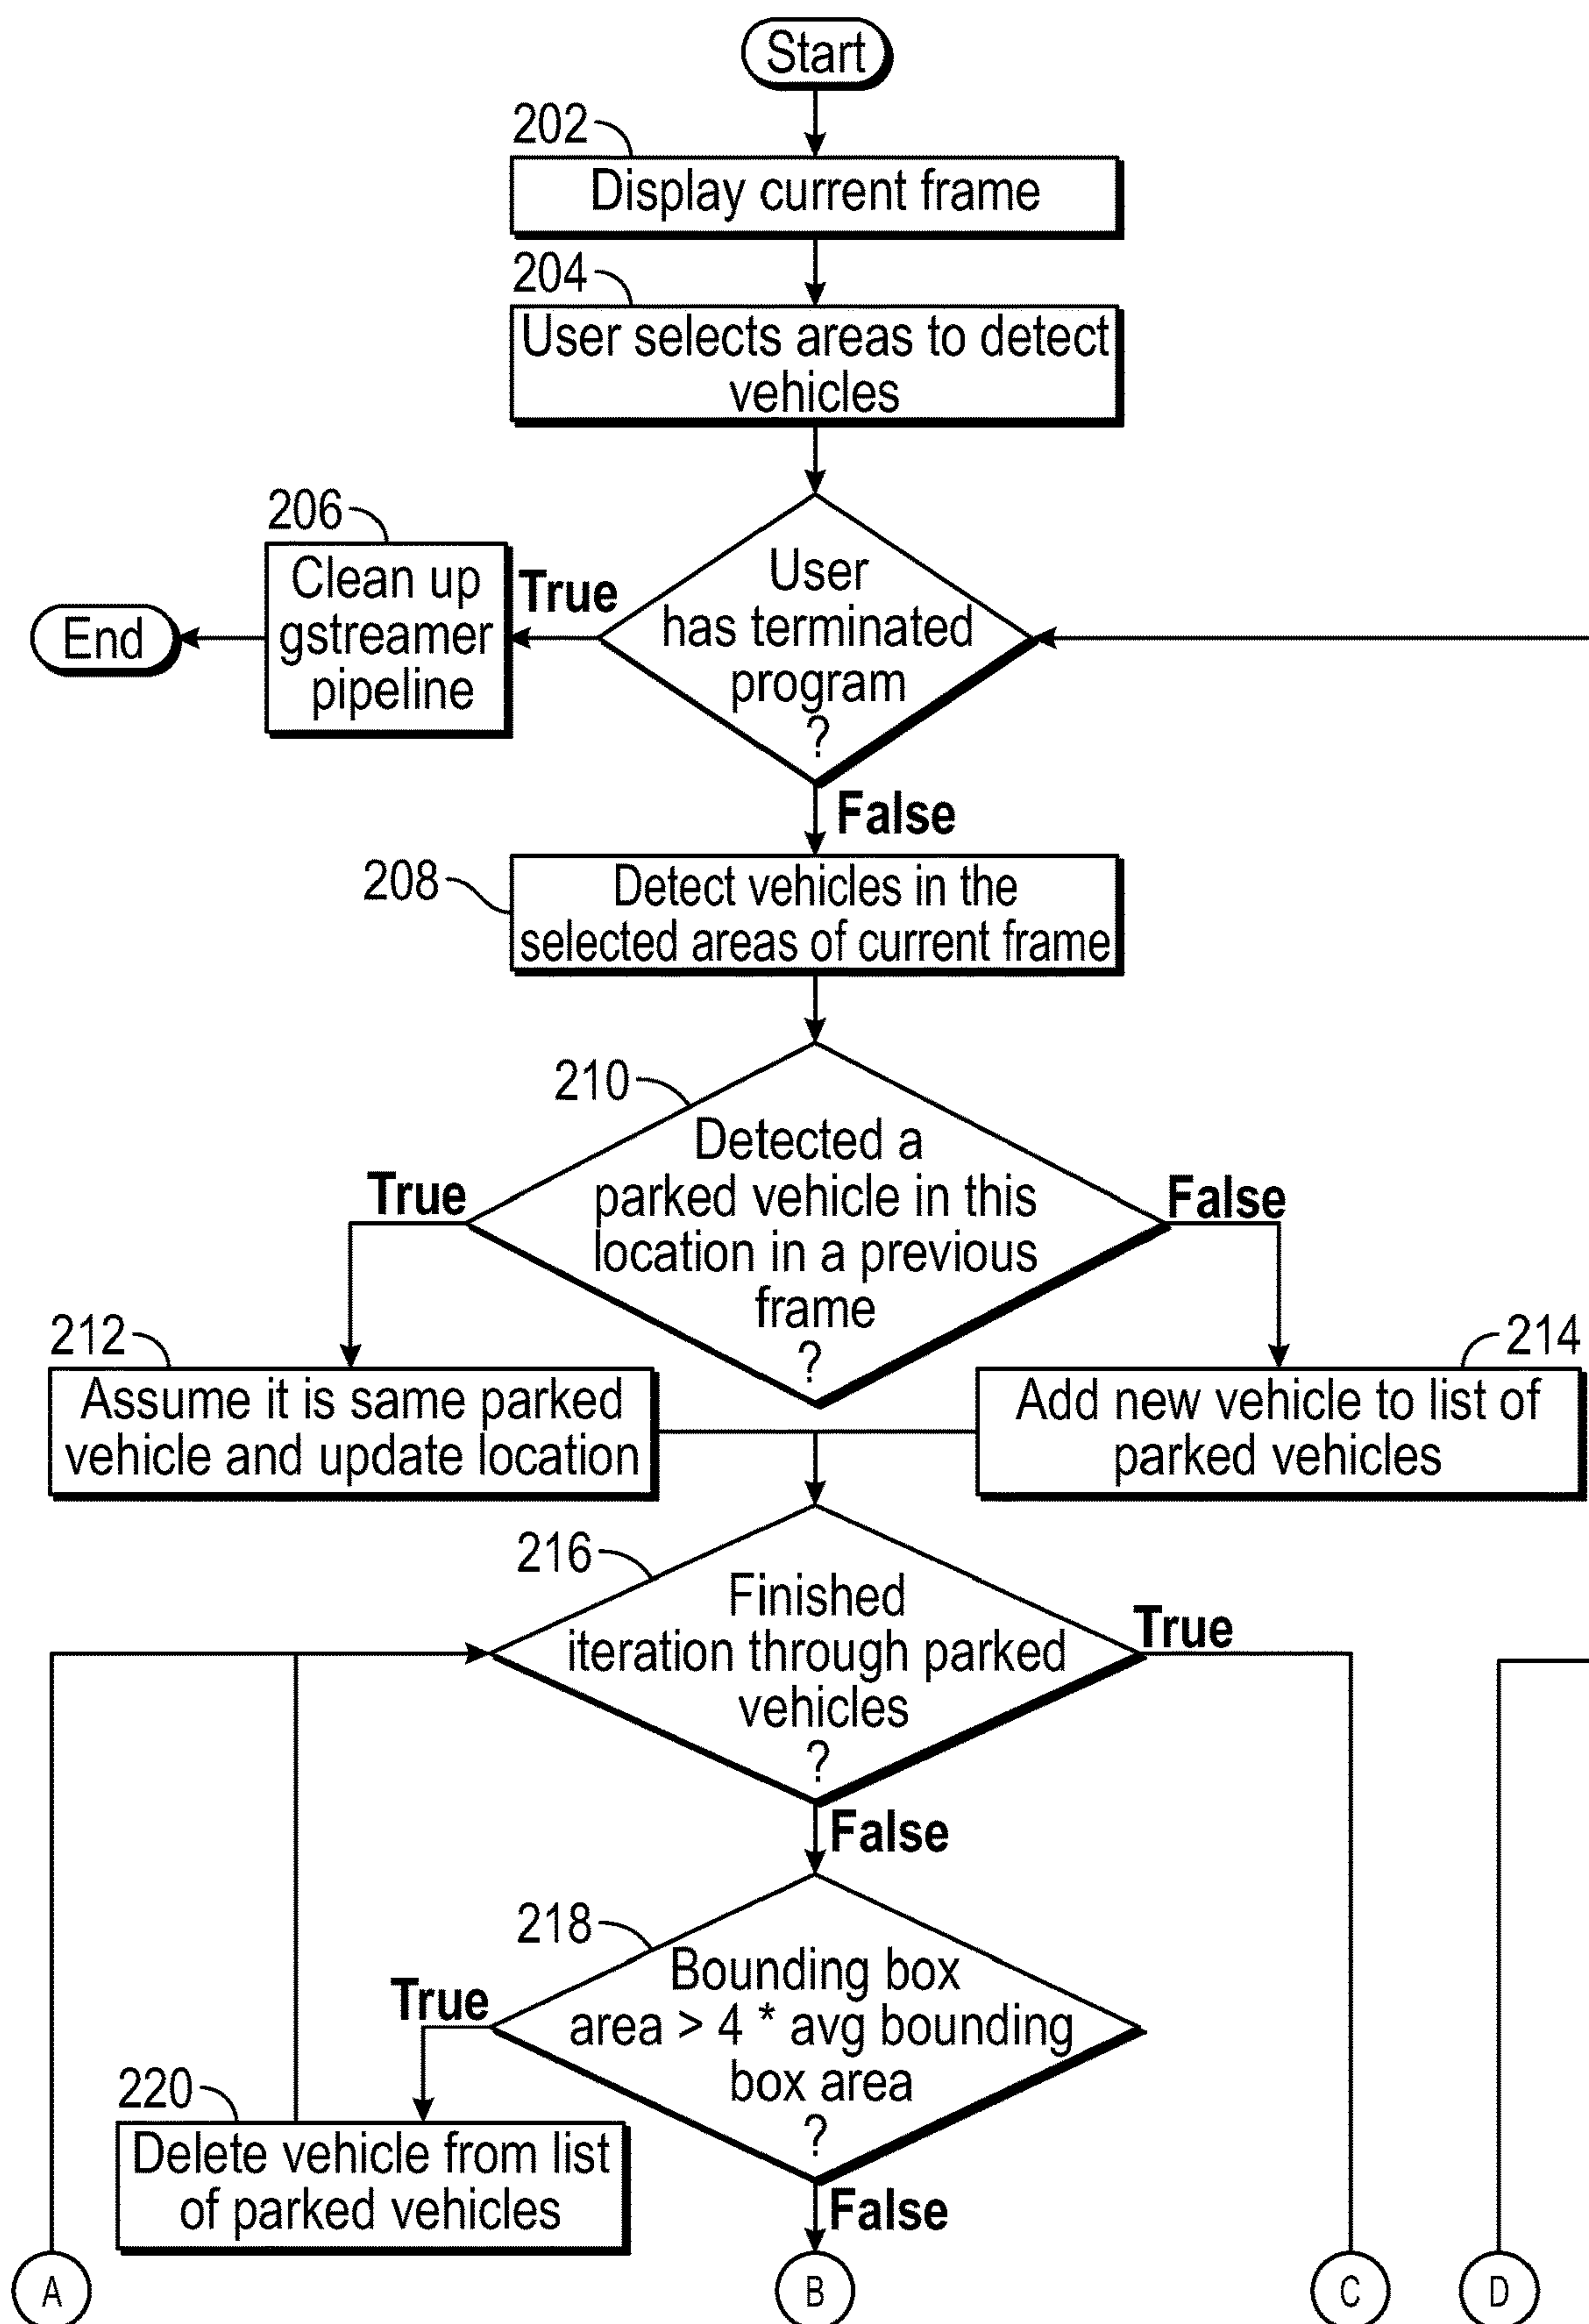 Start
202
Display current frame
204
User selects areas to detect
vehicles
206
Clean up
gstreamer
pipeline
End
True
User
has terminated
program
?
False
208
Detect vehicles in the
selected areas of current frame
210
Detected a
parked vehicle in this
location in a previous
frame
?
True
False
212
Assume it is same parked
vehicle and update location
214
Add new vehicle to list of
parked vehicles
216
Finished
iteration through parked
vehicles
?
True
False
218
Bounding box
area > 4 * avg bounding
box area
?
True
220
Delete vehicle from list
of parked vehicles
False
A
B
C
D